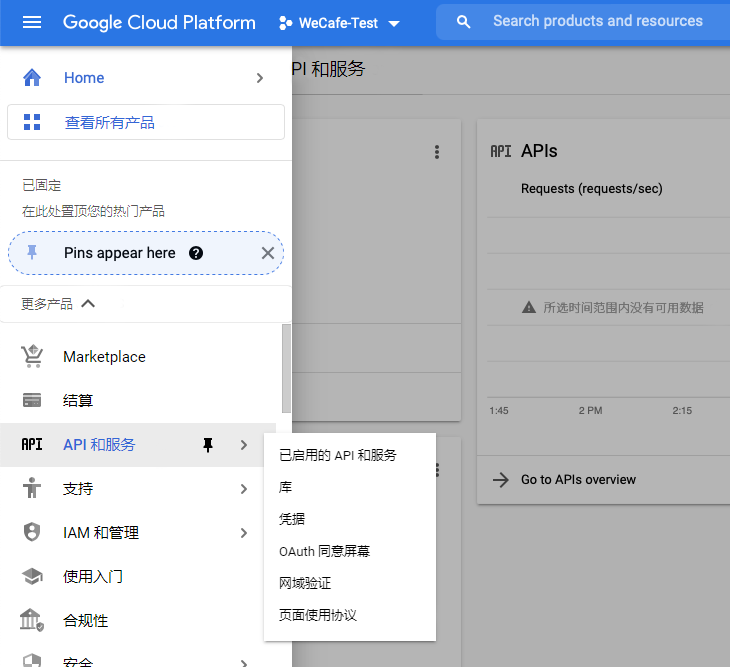 Google Cloud Platform
WeCafe-Test
Search products and resources
Home
PI 和服务
查看所有产品
已固定
在此处置顶您的热门产品
Pins appear here
更多产品
Marketplace
结算
API API 和服务
支持
IAM 和管理
使用入门
合规性
安全
已启用的 API 和服务
库
凭据
OAuth 同意屏幕
网域验证
页面使用协议
API APIs
Requests (requests/sec)
所选时间范围内没有可用数据
1:45 2 PM 2:15
Go to APIs overview